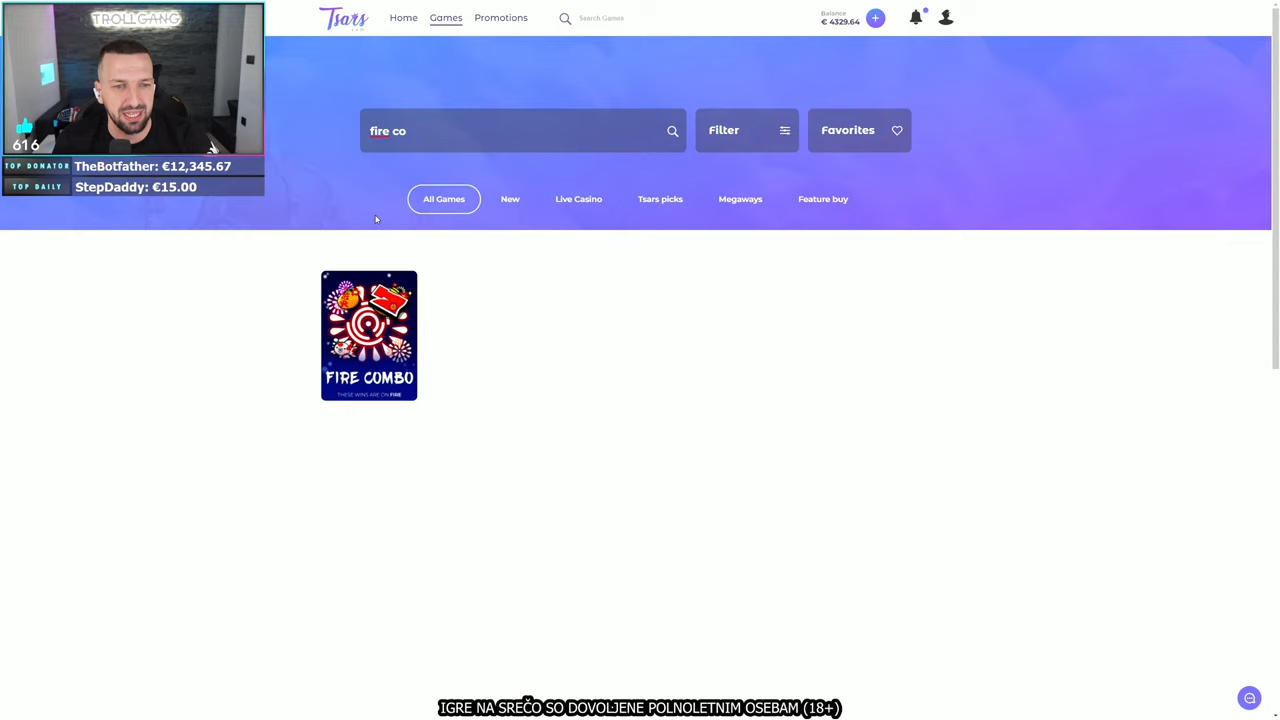 TROLLGANG
616
TOP DONATOR TheBotfather: €12,345.67
TOP DAILY StepDaddy: €15.00
Tsars
.com
Home Games Promotions
Search Games
Balance
€ 4329.64
fire co
Filter
Favorites
All Games New Live Casino Tsars picks Megaways Feature buy
FIRE COMBO
THESE WINS ARE ON FIRE
IGRE NA SREČO SO DOVOLJENE POLNOLETNIM OSEBAM (18+)